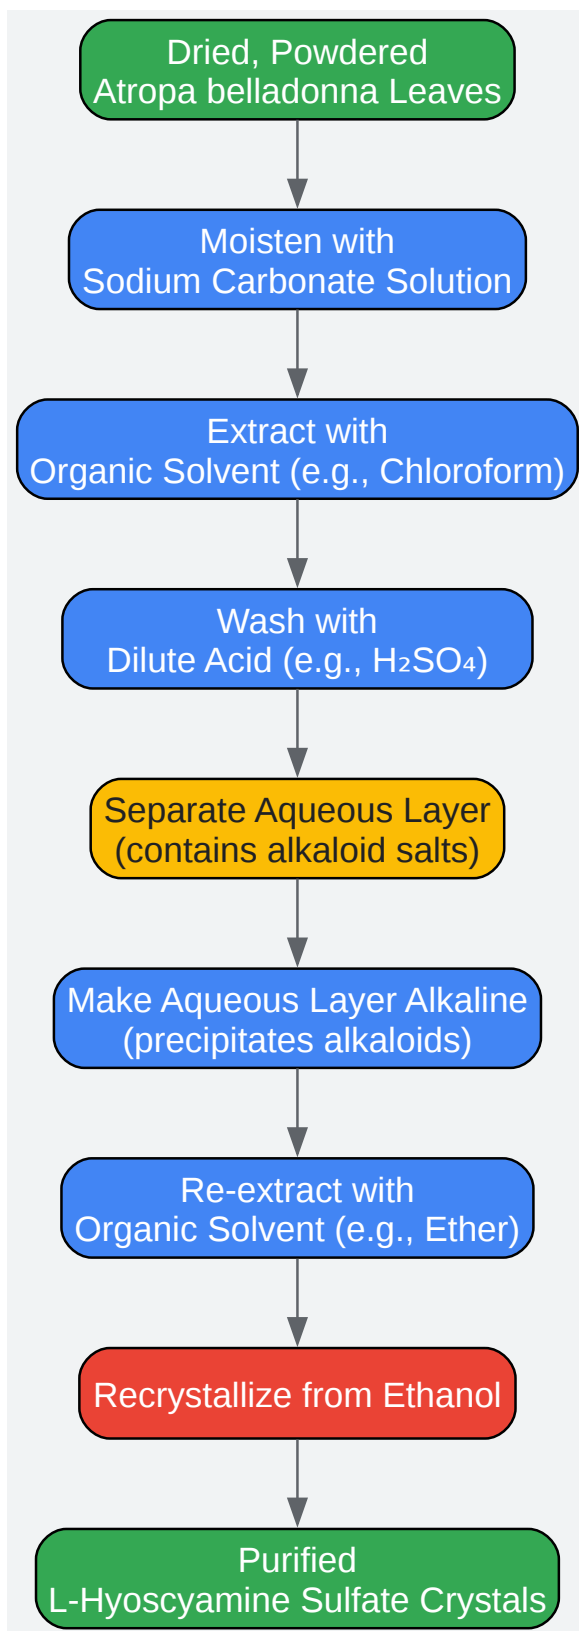 Dried, Powdered
Atropa belladonna Leaves
Moisten with
Sodium Carbonate Solution
Extract with
Organic Solvent (e.g., Chloroform)
Wash with
Dilute Acid (e.g., H₂SO₄)
Separate Aqueous Layer
(contains alkaloid salts)
Make Aqueous Layer Alkaline
(precipitates alkaloids)
Re-extract with
Organic Solvent (e.g., Ether)
Recrystallize from Ethanol
Purified
L-Hyoscyamine Sulfate Crystals